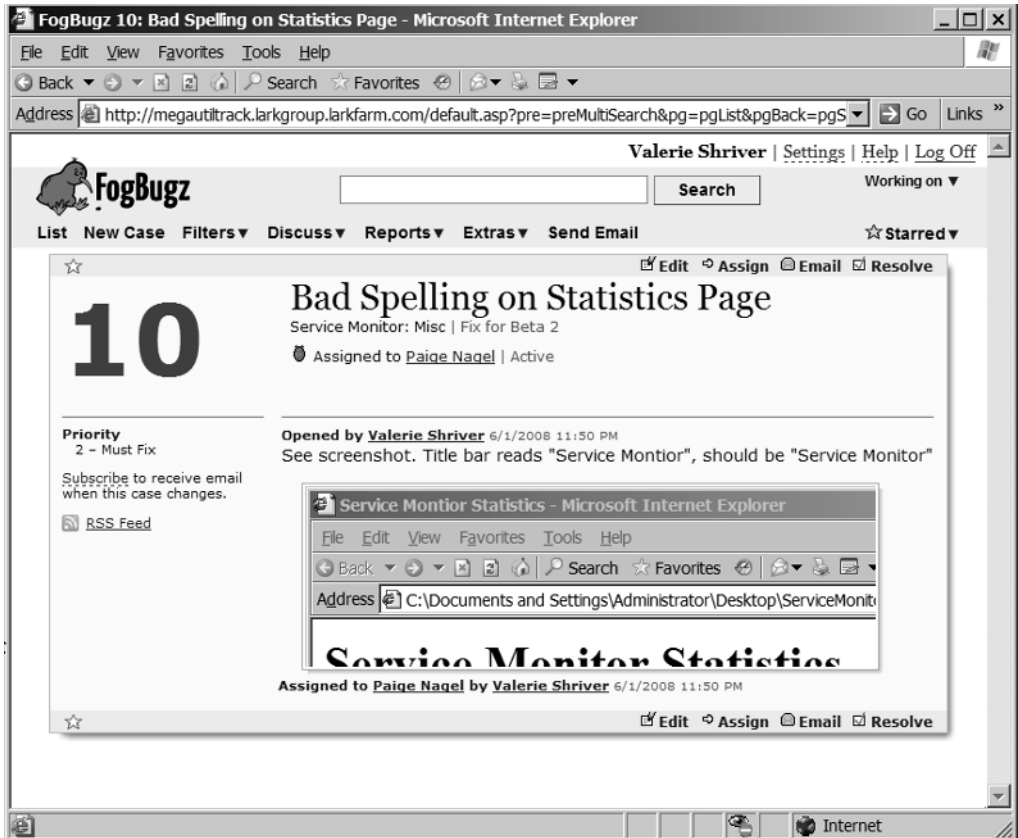 FogBugz 10: Bad Spelling on Statistics Page - Microsoft Internet Explorer
File Edit View Favorites Tools Help
Back Search Favorites
Address http://megautiltrack.larkgroup.larkfarm.com/default.asp?pre=preMultiSearch&pg=pgList&pgBack=pgS Go Links »
Valerie Shriver | Settings | Help | Log Off
FogBugz Search Working on ▼
List New Case Filters ▼ Discuss ▼ Reports ▼ Extras ▼ Send Email Starred ▼
Edit Assign Email Resolve
10
Bad Spelling on Statistics Page
Service Monitor: Misc | Fix for Beta 2
Assigned to Paige Nagel | Active
Priority
2 – Must Fix
Subscribe to receive email
when this case changes.
RSS Feed
Opened by Valerie Shriver 6/1/2008 11:50 PM
See screenshot. Title bar reads "Service Montior", should be "Service Monitor"
Service Montior Statistics - Microsoft Internet Explorer
File Edit View Favorites Tools Help
Back Search Favorites
Address C:\Documents and Settings\Administrator\Desktop\ServiceMonit
Service Monitor Statistics
Assigned to Paige Nagel by Valerie Shriver 6/1/2008 11:50 PM
Edit Assign Email Resolve
Internet